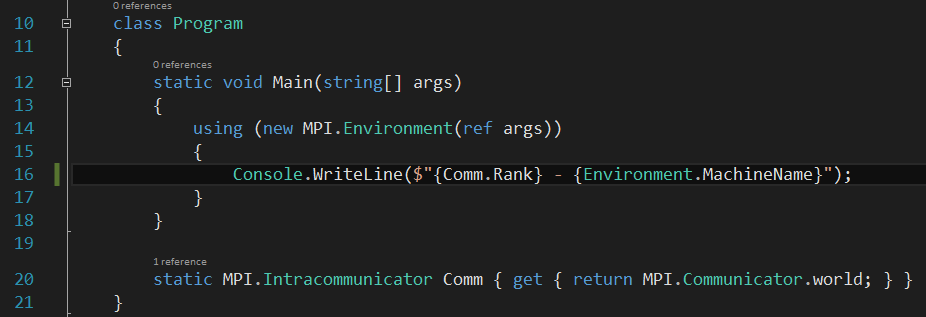 0 references
10 class Program
11 {
0 references
12 static void Main(string[] args)
13 {
14 using (new MPI.Environment(ref args))
15 {
16 Console.WriteLine($"{Comm.Rank} - {Environment.MachineName}");
17 }
18 }
19
1 reference
20 static MPI.Intracommunicator Comm { get { return MPI.Communicator.world; } }
21 }